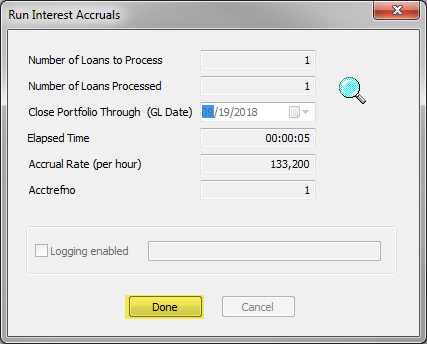 Run Interest Accruals
Number of Loans to Process 1
Number of Loans Processed 1
Close Portfolio Through (GL Date) 09/19/2018
Elapsed Time 00:00:05
Accrual Rate (per hour) 133,200
Acctrefno 1
Logging enabled
Done Cancel